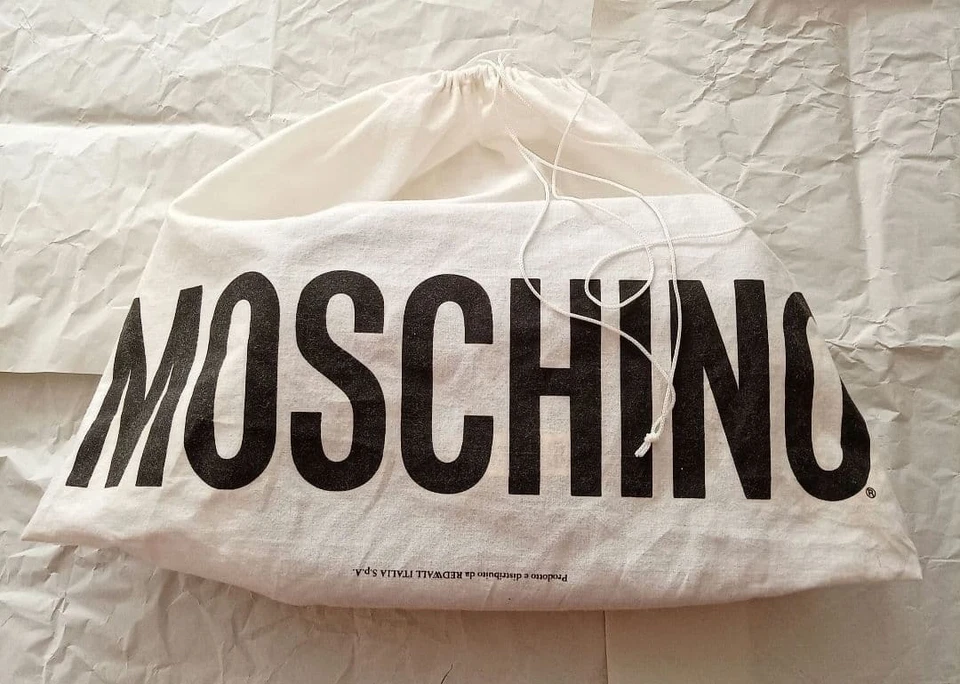 MOSCHINO®
Prodotto e distribuito da REDWALL ITALIA S.p.A.